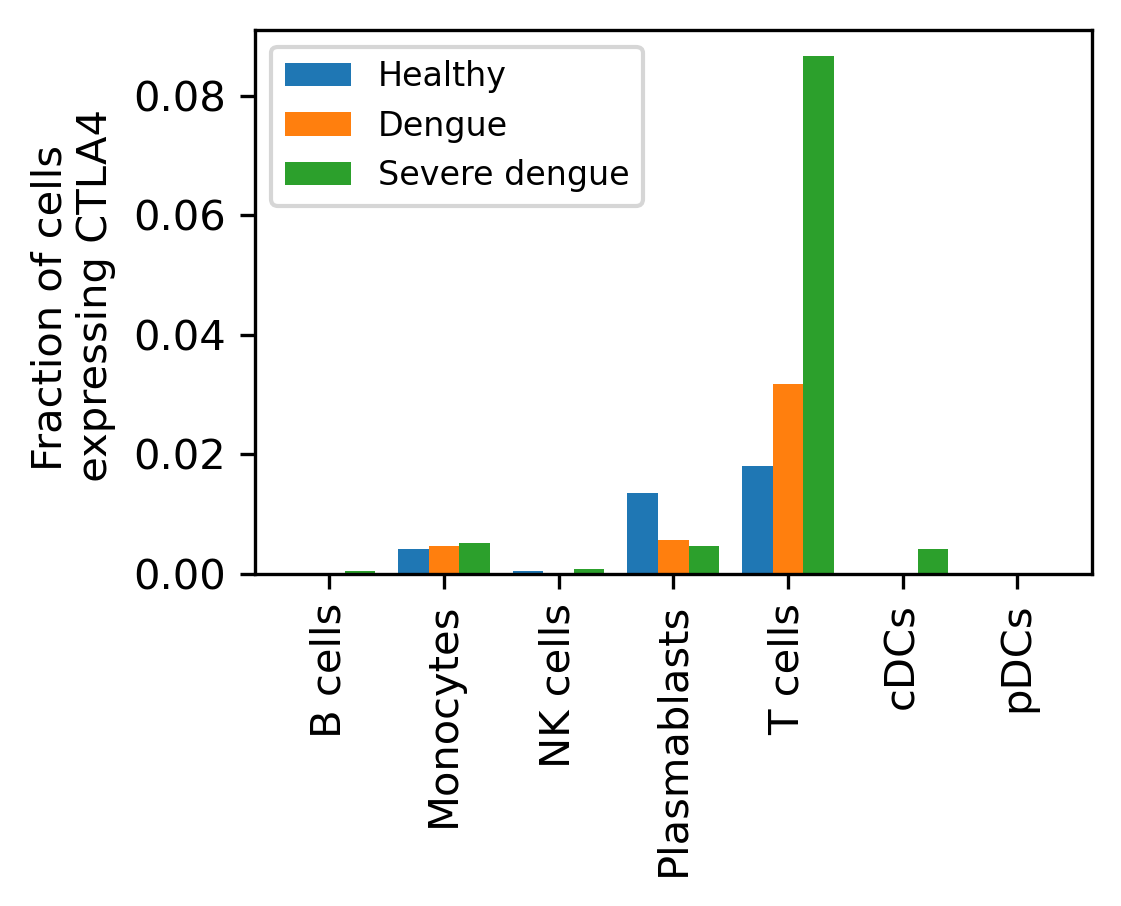 Fraction of cells
expressing CTLA4
0.08
0.06
0.04
0.02
0.00
Healthy
Dengue
Severe dengue
B cells
Monocytes
NK cells
Plasmablasts
T cells
cDCs
pDCs